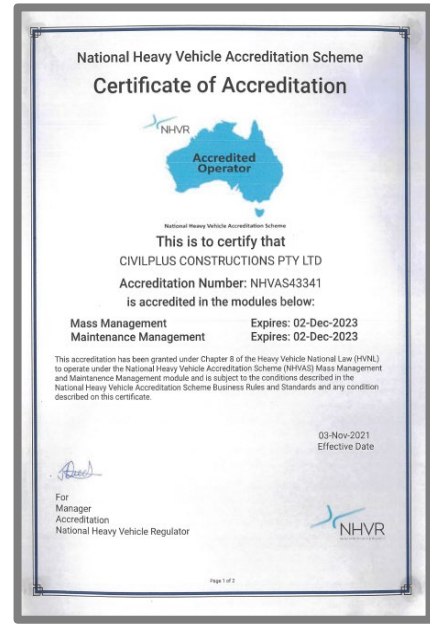 National Heavy Vehicle Accreditation Scheme
Certificate of Accreditation
NHVR
Accredited
Operator
National Heavy Vehicle Accreditation Scheme
This is to certify that
CIVILPLUS CONSTRUCTIONS PTY LTD
Accreditation Number: NHVAS43341
is accredited in the modules below:
Mass Management Expires: 02-Dec-2023
Maintenance Management Expires: 02-Dec-2023
This accreditation has been granted under Chapter 8 of the Heavy Vehicle National Law (HVNL)
to operate under the National Heavy Vehicle Accreditation Scheme (NHVAS) Mass Management
and Maintanence Management module and is subject to the conditions described in the
National Heavy Vehicle Accreditation Scheme Business Rules and Standards and any condition
described on this certificate.
03-Nov-2021
Effective Date
For
Manager
Accreditation
National Heavy Vehicle Regulator
NHVR
Page 1 of 2